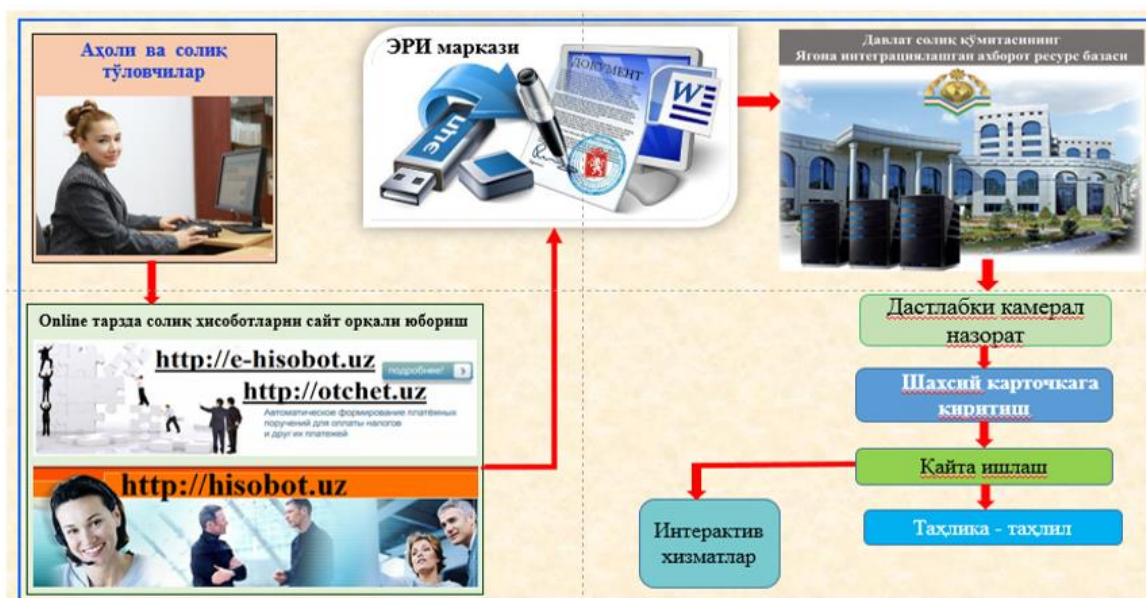 Аҳоли ва солиқ
тўловчилар
ЭРИ маркази
ДОКУМЕНТ
W
ЭЦП
Давлат солиқ қўмитасининг
Ягона интеграциялашган ахборот ресурс базаси
Online тарзда солиқ ҳисоботларни сайт орқали юбориш
http://e-hisobot.uz
подробнее!
http://otchet.uz
Автоматическое формирование платёжных
поручений для оплаты налогов
и других платежей
http://hisobot.uz
Дастлабки камерал
назорат
Шахсий карточкага
киритиш
Қайта ишлаш
Интерактив
хизматлар
Таҳлика - таҳлил